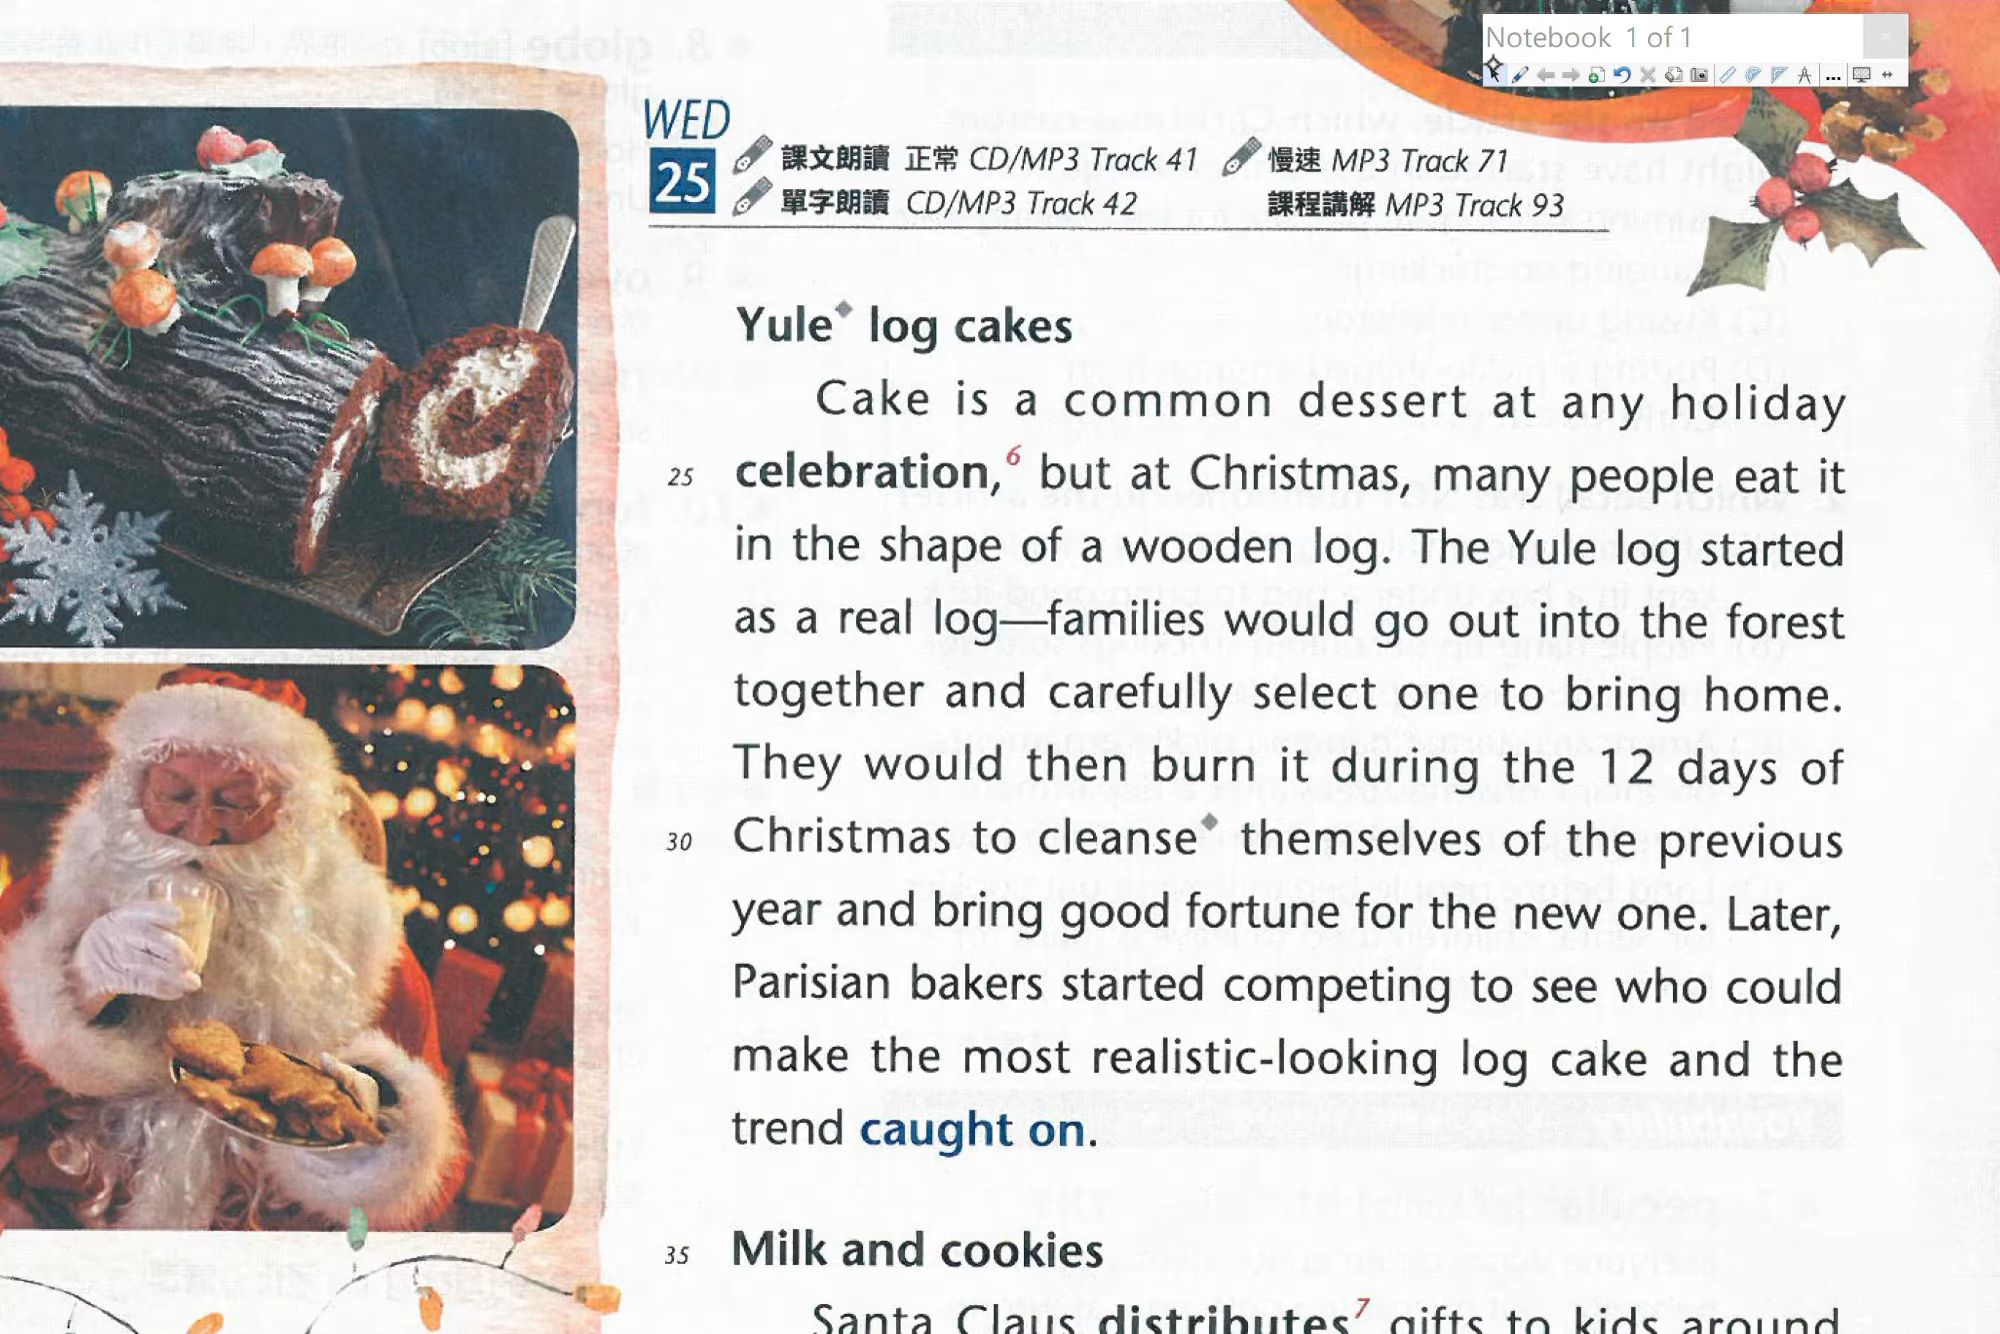 Notebook 1 of 1
WED
25
課文朗讀 正常 CD/MP3 Track 41 慢速 MP3 Track 71
單字朗讀 CD/MP3 Track 42 課程講解 MP3 Track 93
Yule◆ log cakes
Cake is a common dessert at any holiday
25 celebration,6 but at Christmas, many people eat it
in the shape of a wooden log. The Yule log started
as a real log—families would go out into the forest
together and carefully select one to bring home.
They would then burn it during the 12 days of
30 Christmas to cleanse◆ themselves of the previous
year and bring good fortune for the new one. Later,
Parisian bakers started competing to see who could
make the most realistic-looking log cake and the
trend caught on.
35 Milk and cookies
Santa Claus distributes7 gifts to kids around